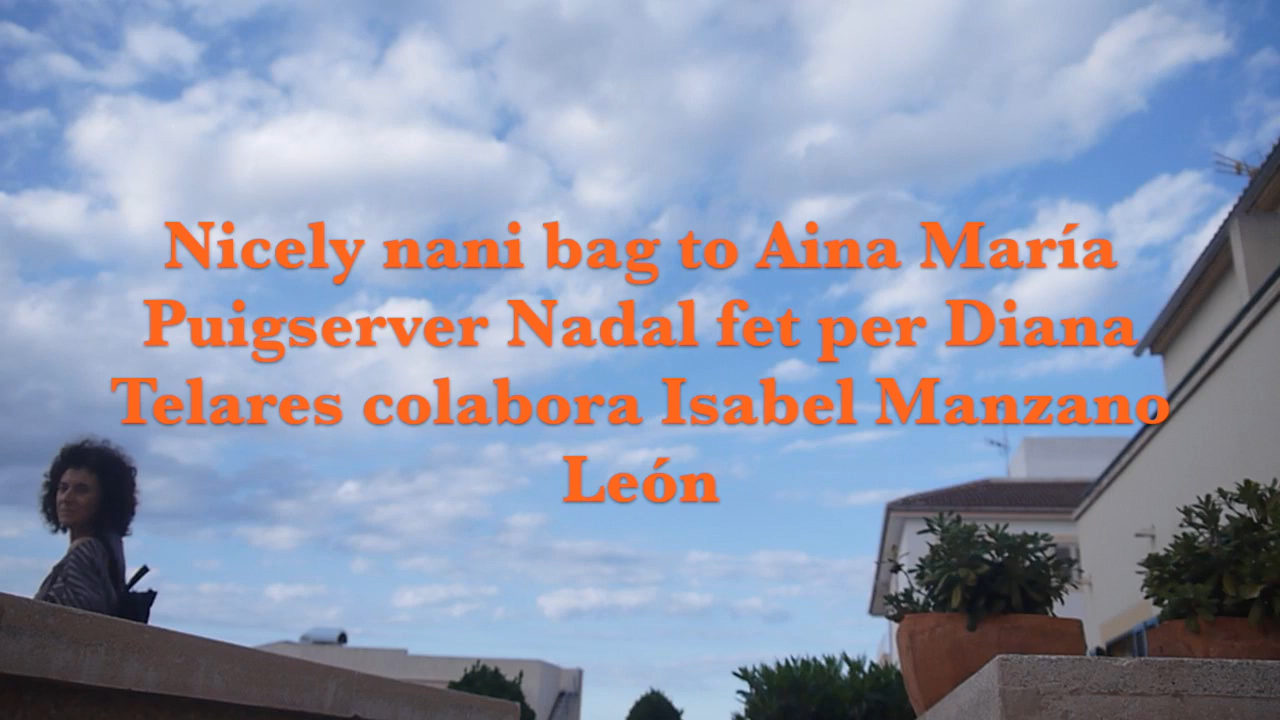 Nicely nani bag to Aina María
Puigserver Nadal fet per Diana
Telares colabora Isabel Manzano
León